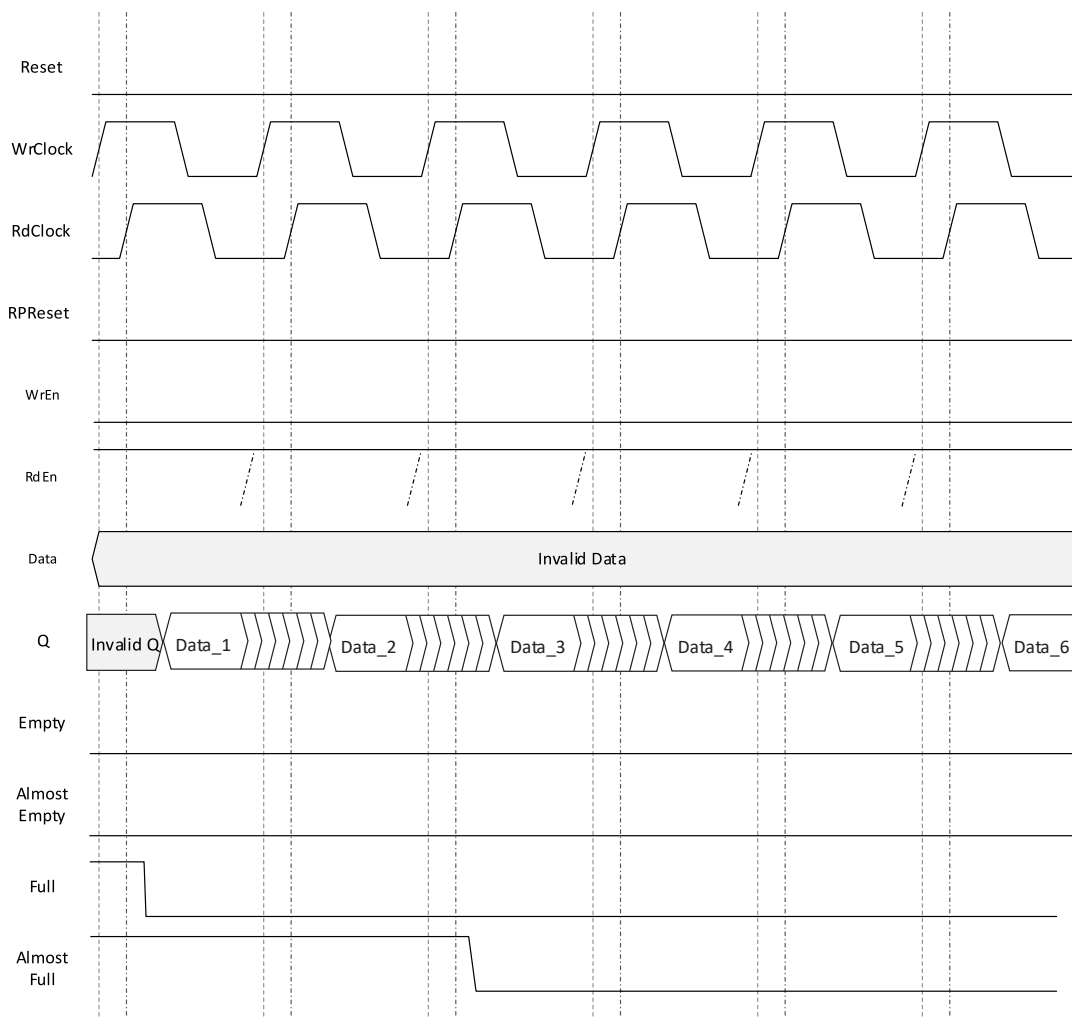 Reset
WrClock
RdClock
RPReset
WrEn
RdEn
Data
Invalid Data
Q
Invalid Q
Data_1
Data_2
Data_3
Data_4
Data_5
Data_6
Empty
Almost
Empty
Full
Almost
Full